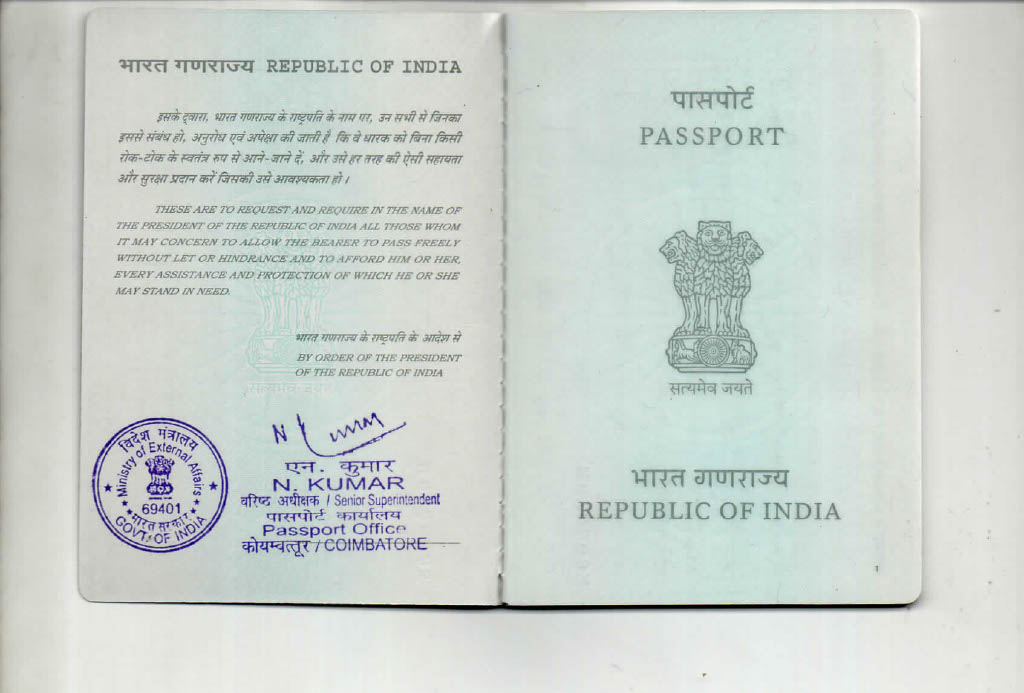 भारत गणराज्य REPUBLIC OF INDIA
इसके द्वारा, भारत गणराज्य के राष्ट्रपति के नाम पर, उन सभी से जिनका
इससे संबंध हो, अनुरोध एवं अपेक्षा की जाती है कि वे धारक को बिना किसी
रोक-टोक के स्वतंत्र रुप से आने-जाने दें, और उसे हर तरह की ऐसी सहायता
और सुरक्षा प्रदान करें जिसकी उसे आवश्यकता हो।
THESE ARE TO REQUEST AND REQUIRE IN THE NAME OF
THE PRESIDENT OF THE REPUBLIC OF INDIA ALL THOSE WHOM
IT MAY CONCERN TO ALLOW THE BEARER TO PASS FREELY
WITHOUT LET OR HINDRANCE AND TO AFFORD HIM OR HER,
EVERY ASSISTANCE AND PROTECTION OF WHICH HE OR SHE
MAY STAND IN NEED.
भारत गणराज्य के राष्ट्रपति के आदेश से
BY ORDER OF THE PRESIDENT
OF THE REPUBLIC OF INDIA
सत्यमेव जयते
विदेश मंत्रालय
Ministry of External Affairs
69401
भारत सरकार
GOVT. OF INDIA
N Kumar
एन. कुमार
N. KUMAR
वरिष्ठ अधीक्षक / Senior Superintendent
पासपोर्ट कार्यालय
Passport Office
कोयम्वत्तूर / COIMBATORE
पासपोर्ट
PASSPORT
सत्यमेव जयते
भारत गणराज्य
REPUBLIC OF INDIA
1